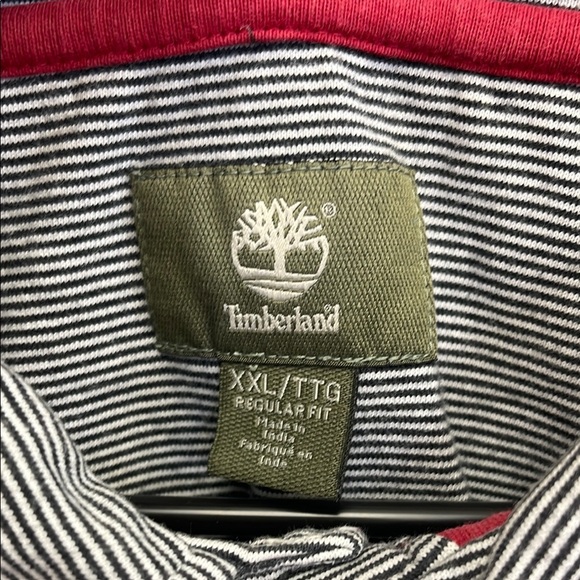 ®
Timberland
XXL/TTG
REGULAR FIT
Made in
India
Fabriqué en
Inde